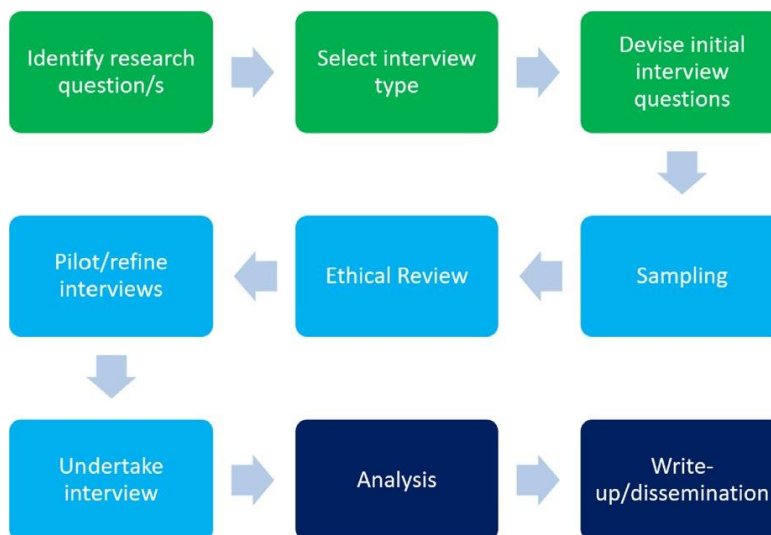 Identify research
question/s
Select interview
type
Devise initial
interview
questions
Sampling
Ethical Review
Pilot/refine
interviews
Undertake
interview
Analysis
Write-
up/dissemination